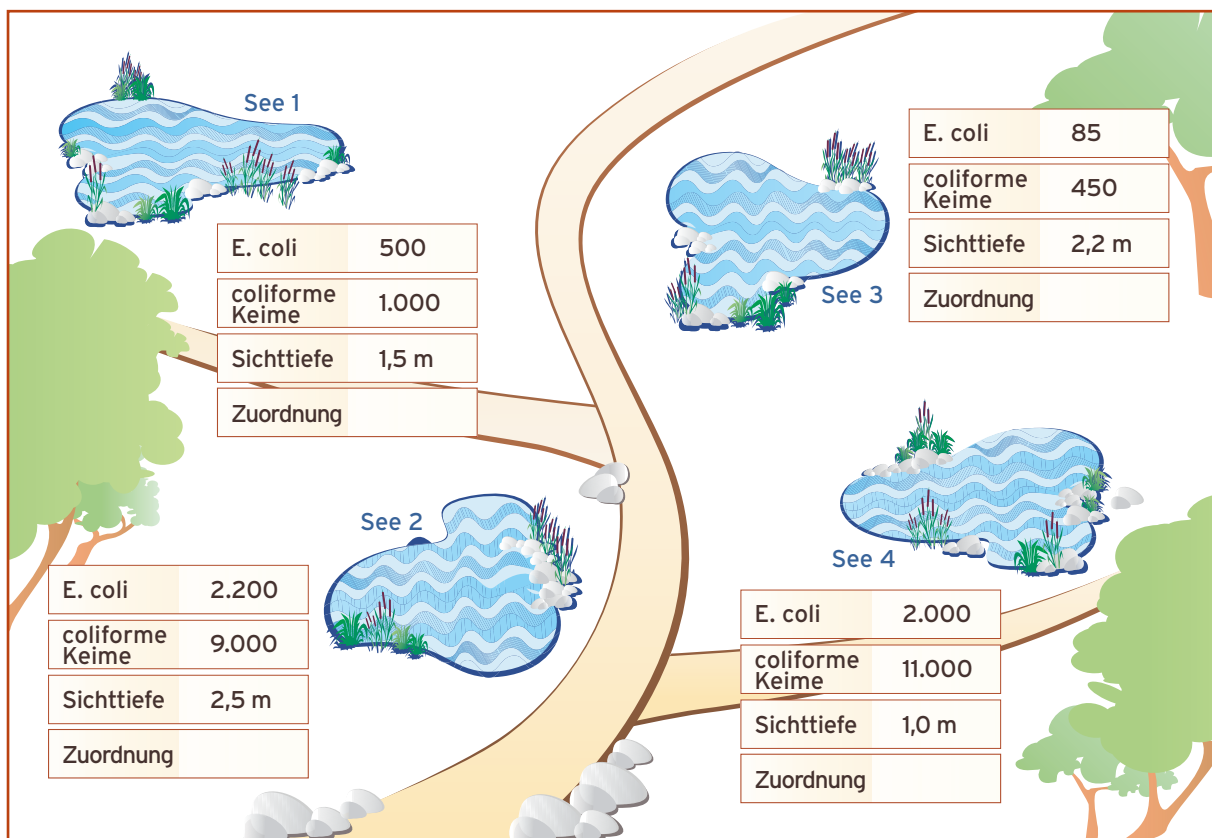 See 1
E. coli 500
coliforme
Keime 1.000
Sichttiefe 1,5 m
Zuordnung
See 2
E. coli 2.200
coliforme
Keime 9.000
Sichttiefe 2,5 m
Zuordnung
See 3
E. coli 85
coliforme
Keime 450
Sichttiefe 2,2 m
Zuordnung
See 4
E. coli 2.000
coliforme
Keime 11.000
Sichttiefe 1,0 m
Zuordnung